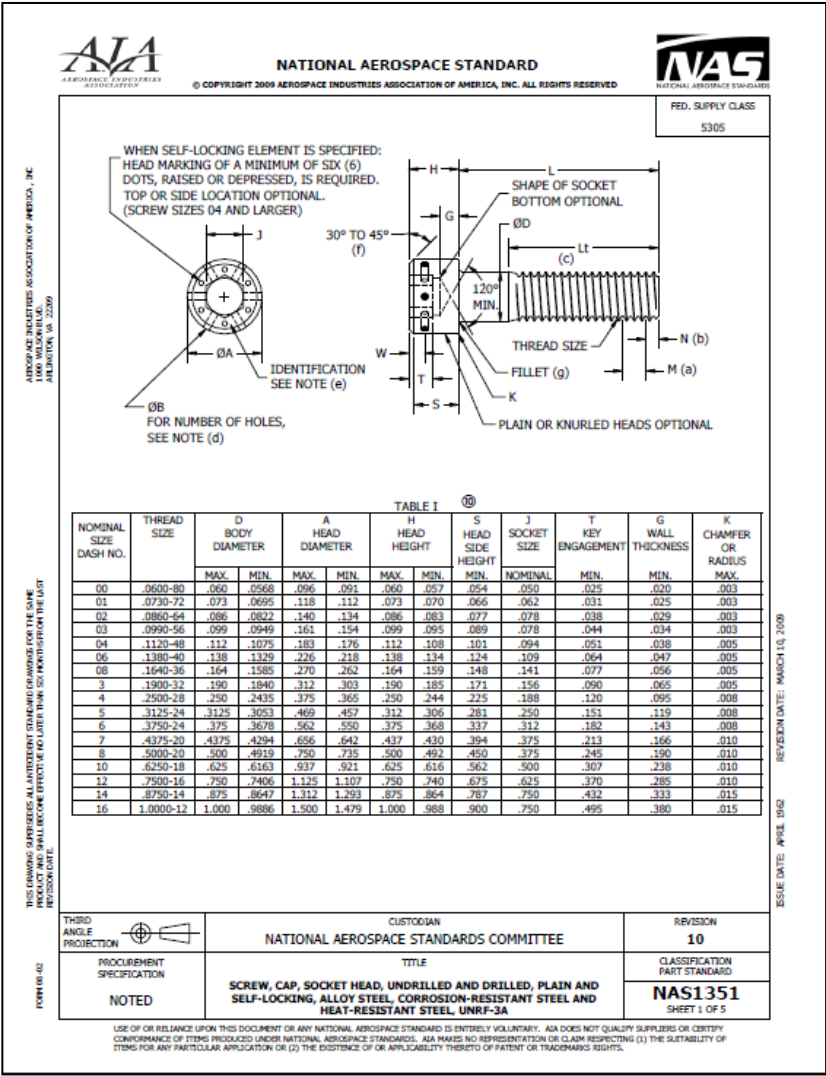 AIA
AEROSPACE INDUSTRIES
ASSOCIATION
NATIONAL AEROSPACE STANDARD
© COPYRIGHT 2009 AEROSPACE INDUSTRIES ASSOCIATION OF AMERICA, INC. ALL RIGHTS RESERVED
NAS
NATIONAL AEROSPACE STANDARDS
FED. SUPPLY CLASS
5305
AEROSPACE INDUSTRIES ASSOCIATION OF AMERICA, INC
1000 WILSON BLVD.
ARLINGTON, VA 22209
WHEN SELF-LOCKING ELEMENT IS SPECIFIED:
HEAD MARKING OF A MINIMUM OF SIX (6)
DOTS, RAISED OR DEPRESSED, IS REQUIRED.
TOP OR SIDE LOCATION OPTIONAL.
(SCREW SIZES 04 AND LARGER)
J
ØA
IDENTIFICATION
SEE NOTE (e)
ØB
FOR NUMBER OF HOLES,
SEE NOTE (d)
H
L
SHAPE OF SOCKET
BOTTOM OPTIONAL
G
ØD
30° TO 45°
(f)
Lt
(c)
120°
MIN.
W
T
S
THREAD SIZE
N (b)
M (a)
FILLET (g)
K
PLAIN OR KNURLED HEADS OPTIONAL
TABLE I ⑩
NOMINAL SIZE DASH NO. THREAD SIZE D BODY DIAMETER A HEAD DIAMETER H HEAD HEIGHT S HEAD SIDE HEIGHT J SOCKET SIZE T KEY ENGAGEMENT G WALL THICKNESS K CHAMFER OR RADIUS
MAX. MIN. MAX. MIN. MAX. MIN. MIN. NOMINAL MIN. MIN. MAX.
00 .0600-80 .060 .0568 .096 .091 .060 .057 .054 .050 .025 .020 .003
01 .0730-72 .073 .0695 .118 .112 .073 .070 .066 .062 .031 .025 .003
02 .0860-64 .086 .0822 .140 .134 .086 .083 .077 .078 .038 .029 .003
03 .0990-56 .099 .0949 .161 .154 .099 .095 .089 .078 .044 .034 .003
04 .1120-48 .112 .1075 .183 .176 .112 .108 .101 .094 .051 .038 .005
06 .1380-40 .138 .1329 .226 .218 .138 .134 .124 .109 .064 .047 .005
08 .1640-36 .164 .1585 .270 .262 .164 .159 .148 .141 .077 .056 .005
3 .1900-32 .190 .1840 .312 .303 .190 .185 .171 .156 .090 .065 .005
4 .2500-28 .250 .2435 .375 .365 .250 .244 .225 .188 .120 .095 .008
5 .3125-24 .3125 .3053 .469 .457 .312 .306 .281 .250 .151 .119 .008
6 .3750-24 .375 .3678 .562 .550 .375 .368 .337 .312 .182 .143 .008
7 .4375-20 .4375 .4294 .656 .642 .437 .430 .394 .375 .213 .166 .010
8 .5000-20 .500 .4919 .750 .735 .500 .492 .450 .375 .245 .190 .010
10 .6250-18 .625 .6163 .937 .921 .625 .616 .562 .500 .307 .238 .010
12 .7500-16 .750 .7406 1.125 1.107 .750 .740 .675 .625 .370 .285 .010
14 .8750-14 .875 .8647 1.312 1.293 .875 .864 .787 .750 .432 .333 .015
16 1.0000-12 1.000 .9886 1.500 1.479 1.000 .988 .900 .750 .495 .380 .015
THIS DRAWING SUPERSEDES ALL ANTECEDENT STANDARD DRAWINGS FOR THE SAME
PRODUCT AND SHALL BECOME EFFECTIVE NO LATER THAN SIX MONTHS FROM THE LAST
REVISION DATE.
REVISION DATE: MARCH 10, 2009
ISSUE DATE: APRIL 1962
FORM 08-02
THIRD
ANGLE
PROJECTION
CUSTODIAN
NATIONAL AEROSPACE STANDARDS COMMITTEE
REVISION
10
PROCUREMENT
SPECIFICATION
NOTED
TITLE
SCREW, CAP, SOCKET HEAD, UNDRILLED AND DRILLED, PLAIN AND
SELF-LOCKING, ALLOY STEEL, CORROSION-RESISTANT STEEL AND
HEAT-RESISTANT STEEL, UNRF-3A
CLASSIFICATION
PART STANDARD
NAS1351
SHEET 1 OF 5
USE OF OR RELIANCE UPON THIS DOCUMENT OR ANY NATIONAL AEROSPACE STANDARD IS ENTIRELY VOLUNTARY. AIA DOES NOT QUALIFY SUPPLIERS OR CERTIFY
CONFORMANCE OF ITEMS PRODUCED UNDER NATIONAL AEROSPACE STANDARDS. AIA MAKES NO REPRESENTATION OR CLAIM RESPECTING (1) THE SUITABILITY OF
ITEMS FOR ANY PARTICULAR APPLICATION OR (2) THE EXISTENCE OF OR APPLICABILITY THERETO OF PATENT OR TRADEMARKS RIGHTS.